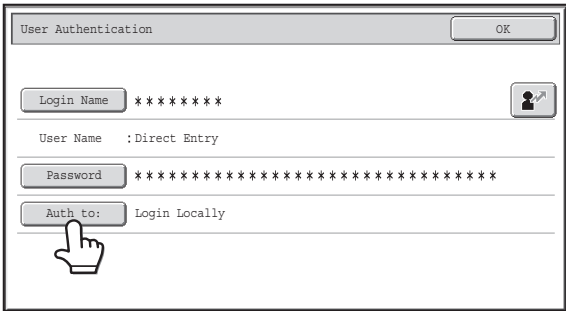 User Authentication OK
Login Name ********
User Name :Direct Entry
Password ********************************
Auth to: Login Locally